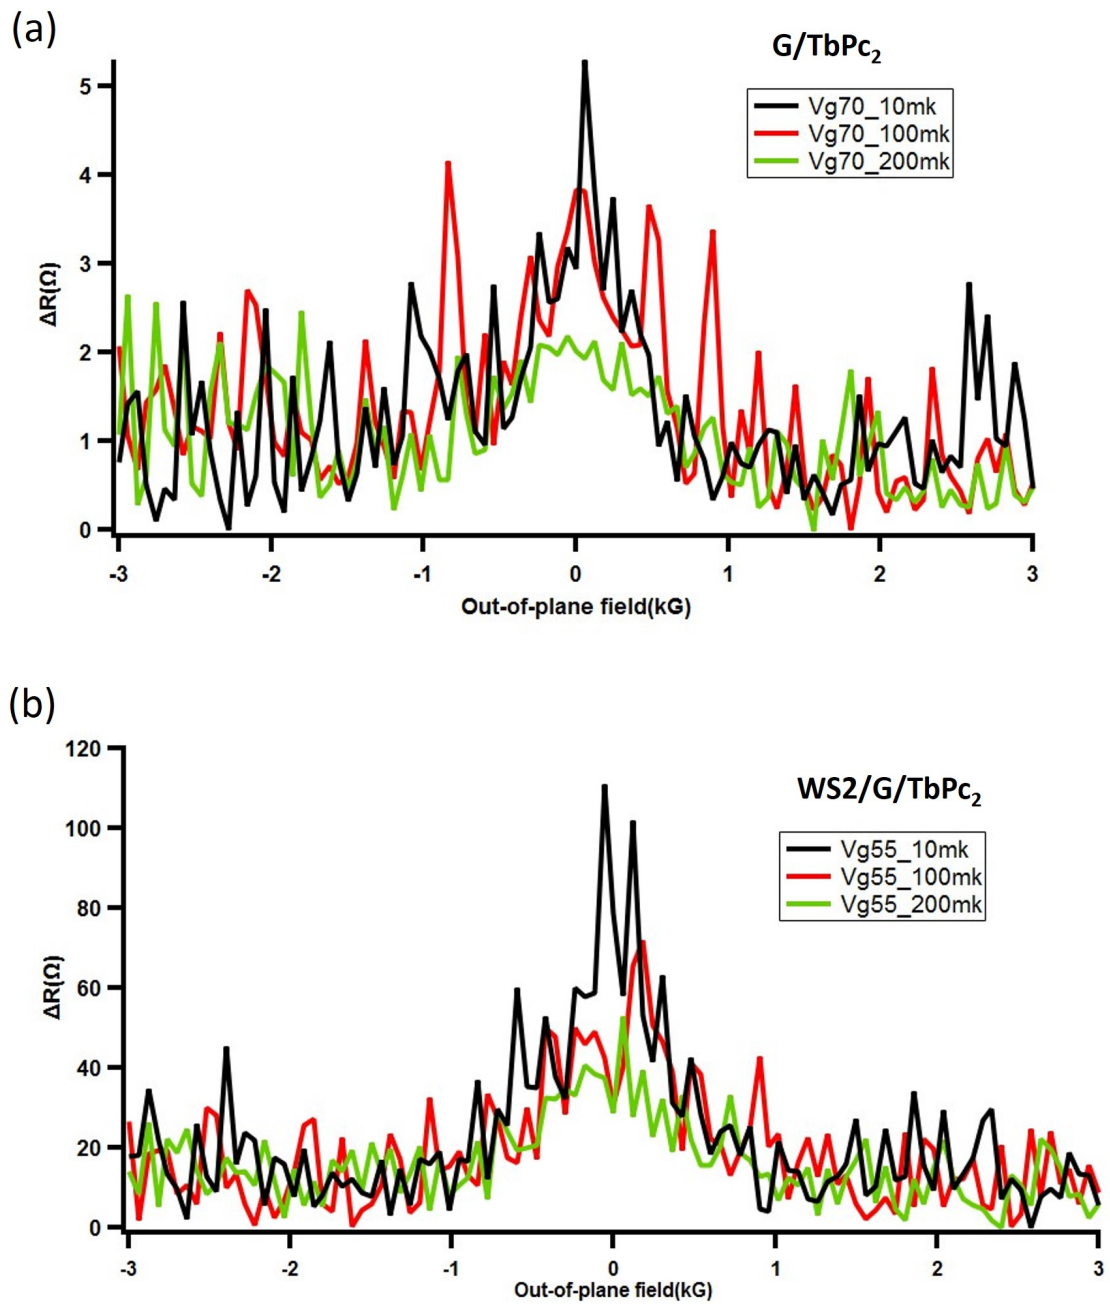 (a)
G/TbPc₂
Vg70_10mk
Vg70_100mk
Vg70_200mk
5
4
3
2
1
0
ΔR(Ω)
-3 -2 -1 0 1 2 3
Out-of-plane field(kG)
(b)
WS2/G/TbPc₂
Vg55_10mk
Vg55_100mk
Vg55_200mk
120
100
80
60
40
20
0
ΔR(Ω)
-3 -2 -1 0 1 2 3
Out-of-plane field(kG)